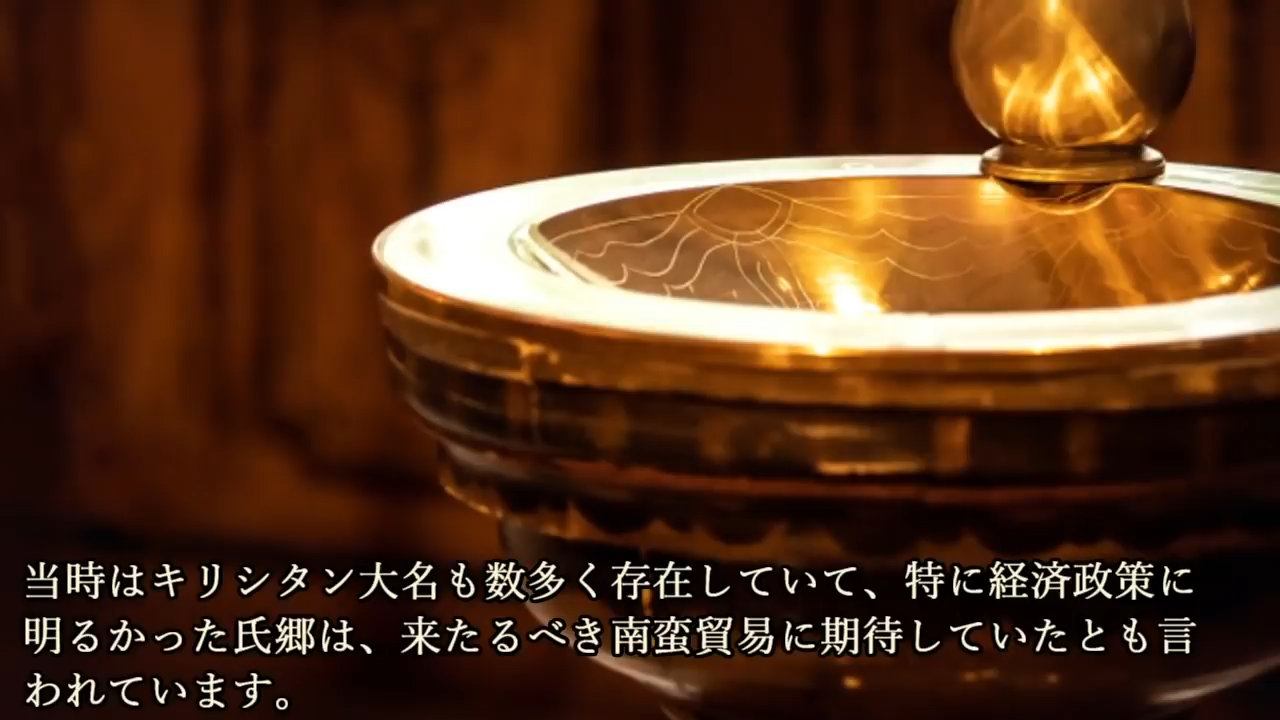 当時はキリシタン大名も数多く存在していて、特に経済政策に
明るかった氏郷は、来たるべき南蛮貿易に期待していたとも言
われています。